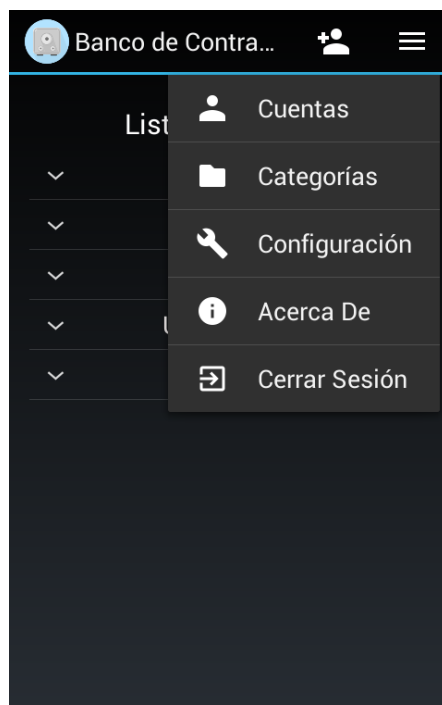 Banco de Contra...
List
Cuentas
Categorías
Configuración
Acerca De
Cerrar Sesión